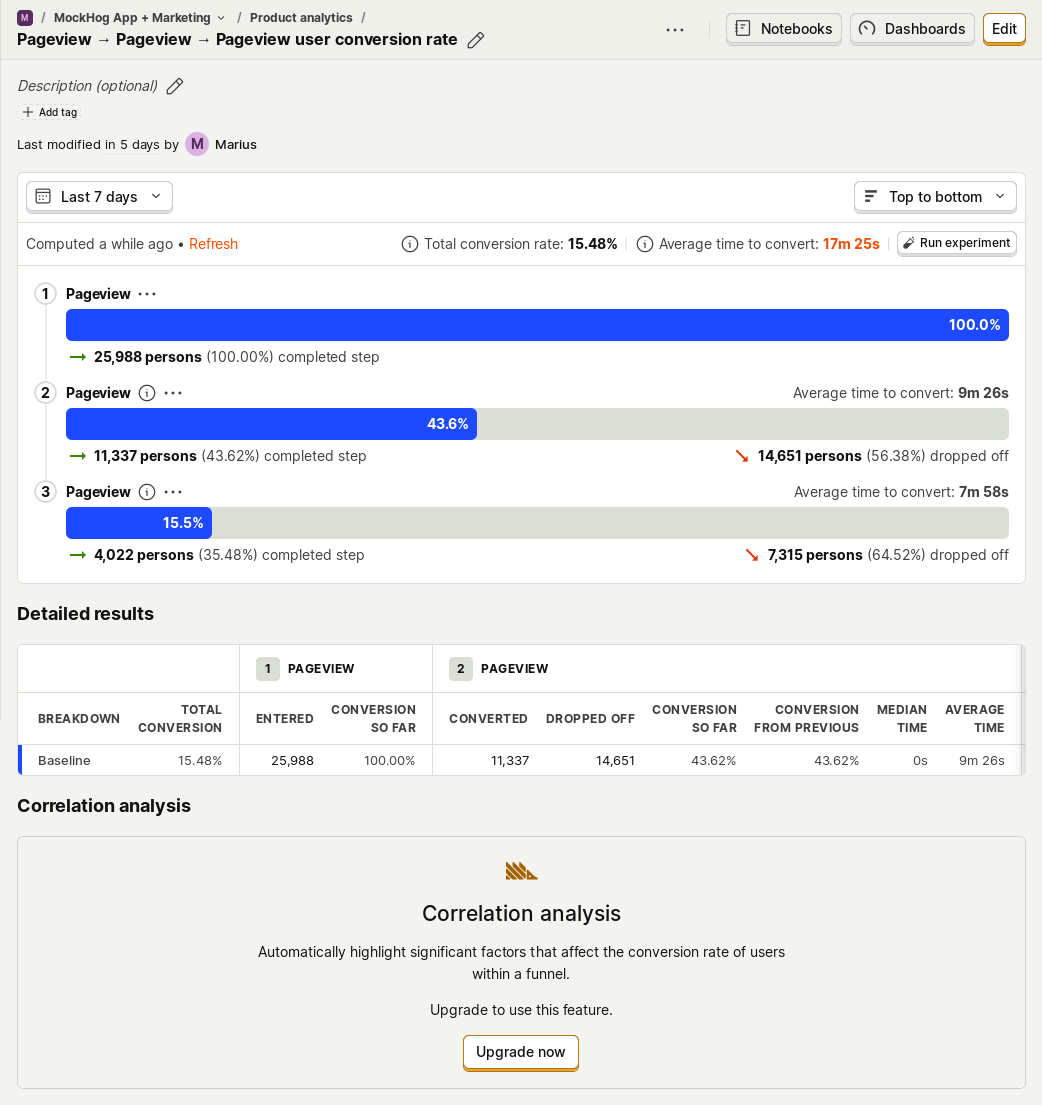 M / MockHog App + Marketing / Product analytics /
Pageview → Pageview → Pageview user conversion rate
Notebooks
Dashboards
Edit
Description (optional)
Add tag
Last modified in 5 days by M Marius
Last 7 days
Top to bottom
Computed a while ago • Refresh
Total conversion rate: 15.48%
Average time to convert: 17m 25s
Run experiment
1 Pageview
100.0%
25,988 persons (100.00%) completed step
2 Pageview
Average time to convert: 9m 26s
43.6%
11,337 persons (43.62%) completed step
14,651 persons (56.38%) dropped off
3 Pageview
Average time to convert: 7m 58s
15.5%
4,022 persons (35.48%) completed step
7,315 persons (64.52%) dropped off
Detailed results
1 PAGEVIEW
2 PAGEVIEW
BREAKDOWN
TOTAL
CONVERSION
ENTERED
CONVERSION
SO FAR
CONVERTED
DROPPED OFF
CONVERSION
SO FAR
CONVERSION
FROM PREVIOUS
MEDIAN
TIME
AVERAGE
TIME
Baseline 15.48% 25,988 100.00% 11,337 14,651 43.62% 43.62% 0s 9m 26s
Correlation analysis
Correlation analysis
Automatically highlight significant factors that affect the conversion rate of users
within a funnel.
Upgrade to use this feature.
Upgrade now